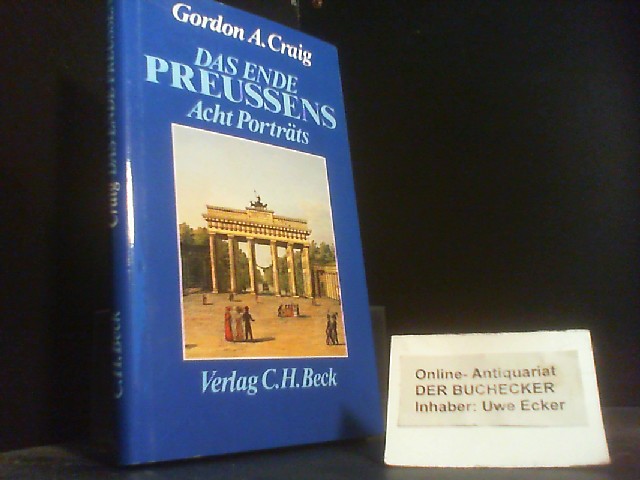 Gordon A. Craig
DAS ENDE
PREUSSENS
Acht Porträts
Verlag C.H. Beck
Craig DAS ENDE PREUSSENS
C.H. Beck
Online- Antiquariat
DER BUCHECKER
Inhaber: Uwe Ecker